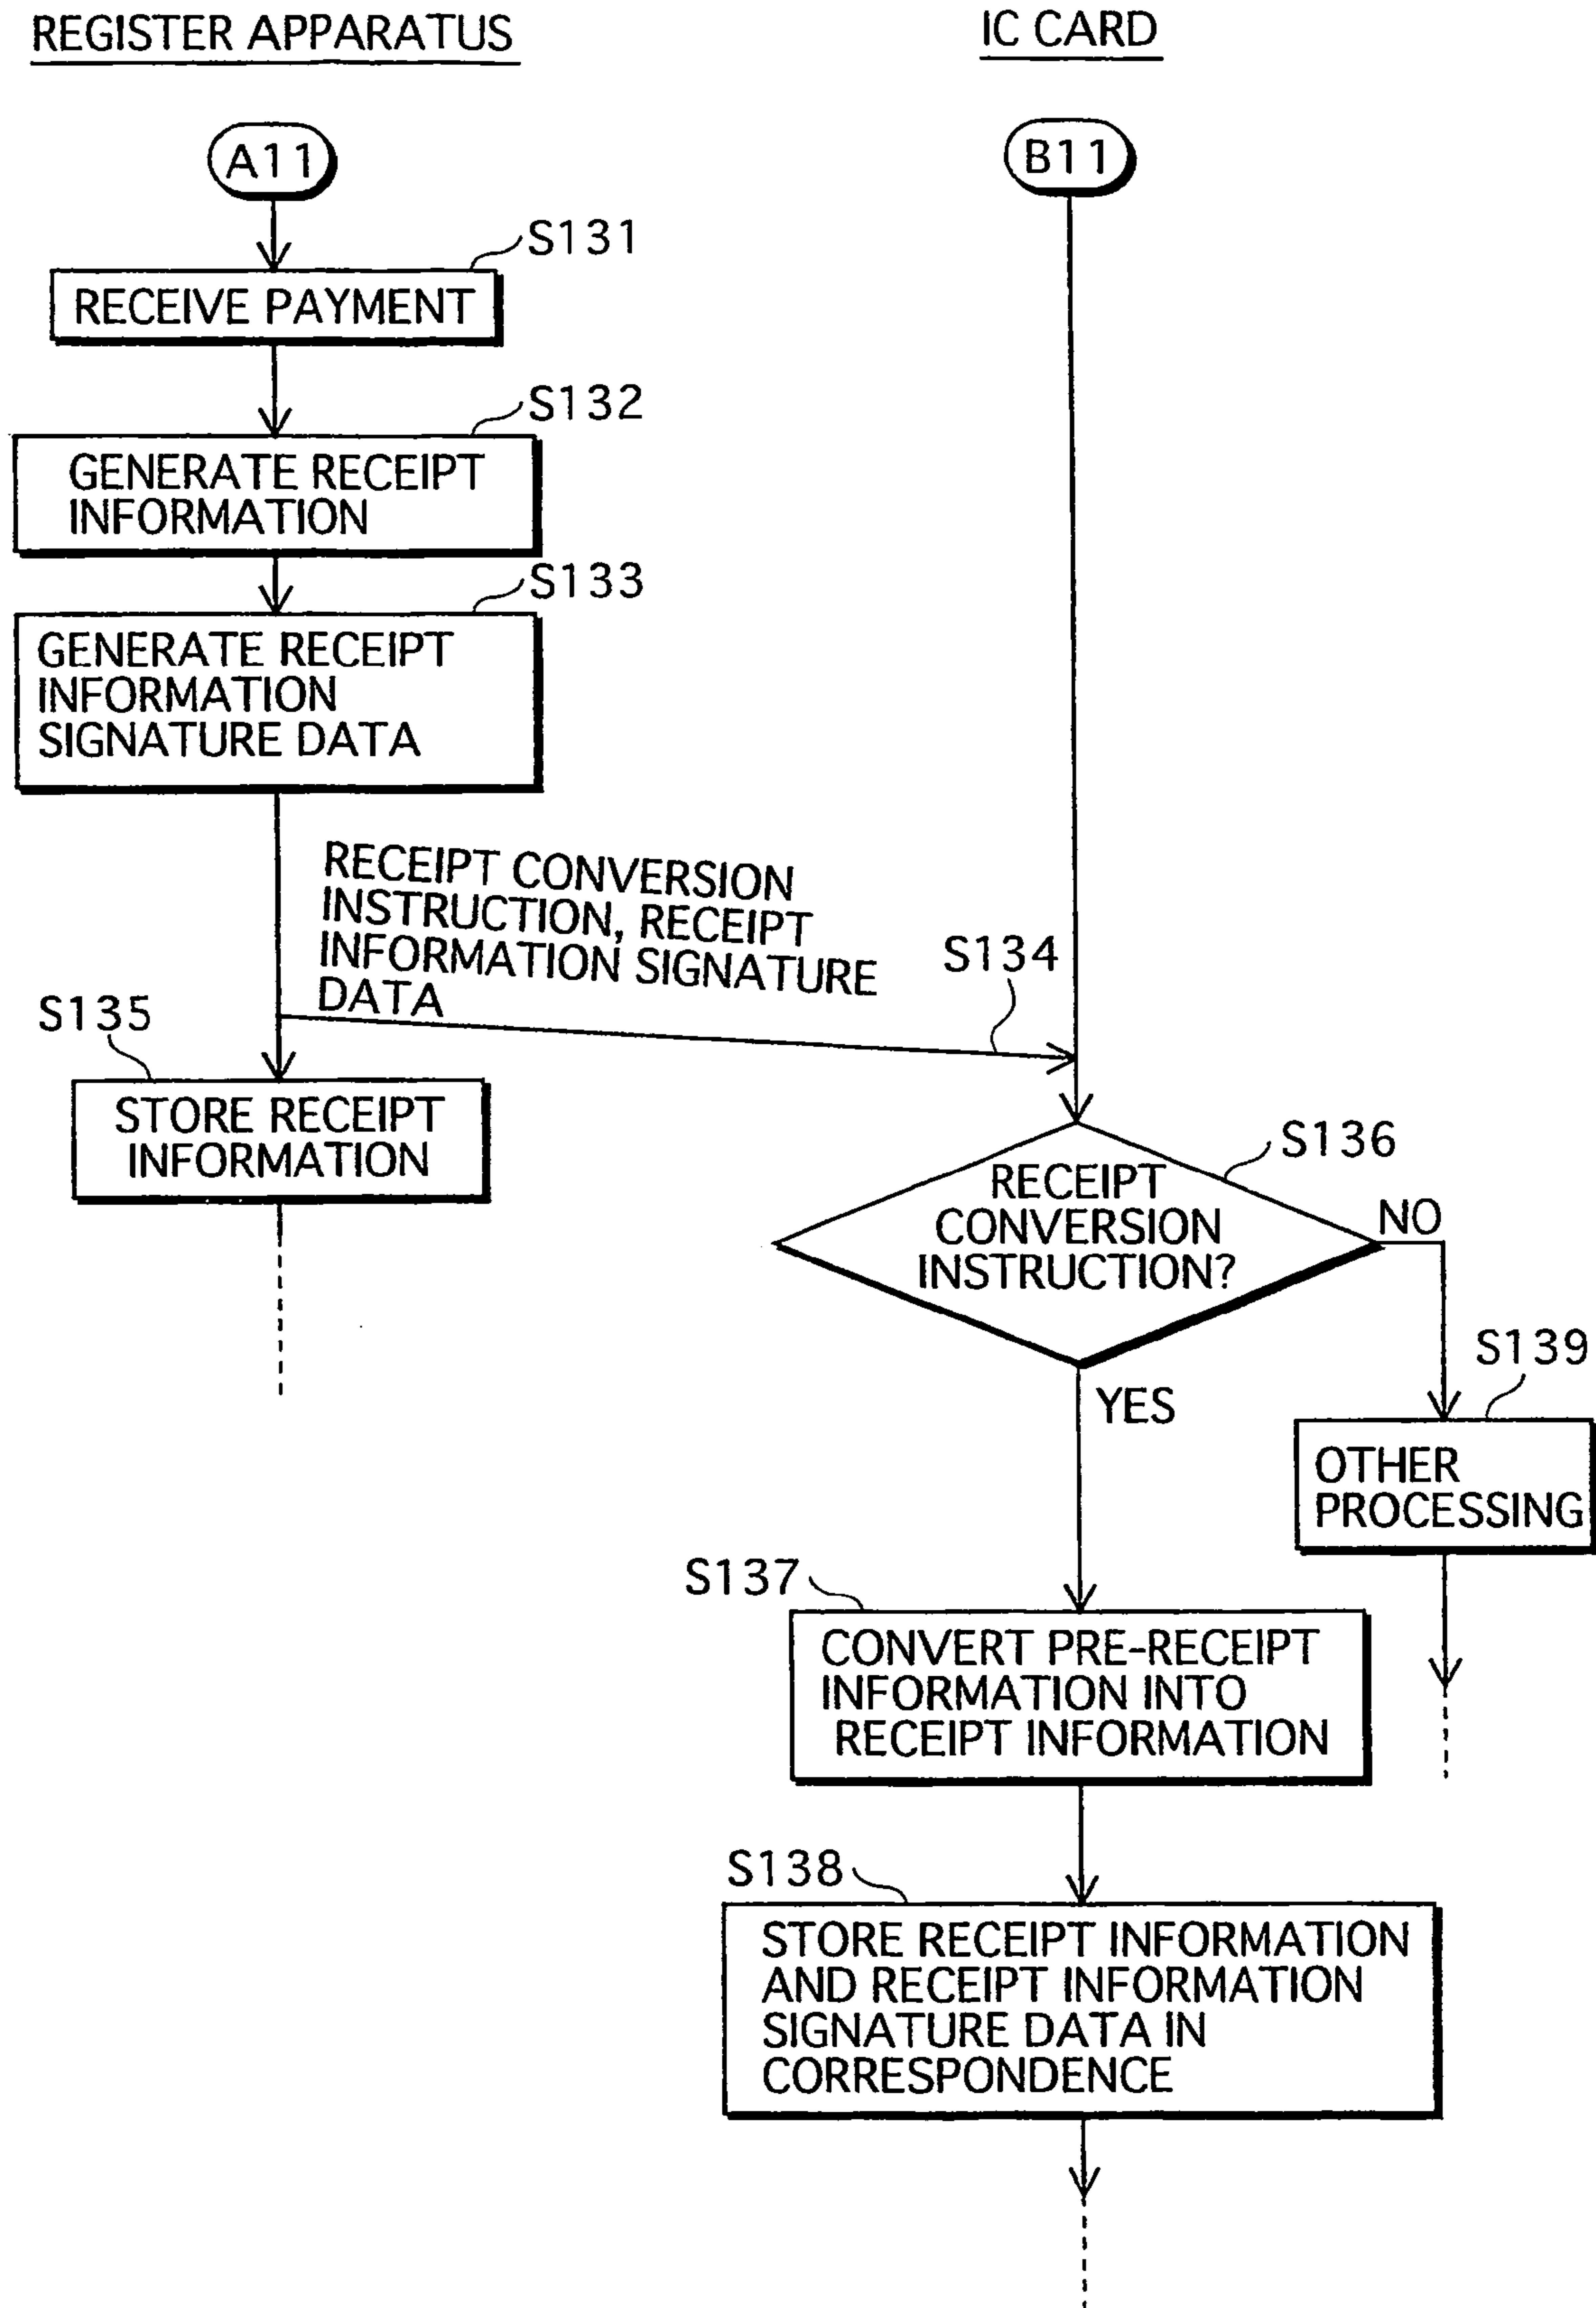 REGISTER APPARATUS
IC CARD
A11
B11
S131
RECEIVE PAYMENT
S132
GENERATE RECEIPT
INFORMATION
S133
GENERATE RECEIPT
INFORMATION
SIGNATURE DATA
RECEIPT CONVERSION
INSTRUCTION, RECEIPT
INFORMATION SIGNATURE
DATA
S134
S135
STORE RECEIPT
INFORMATION
S136
RECEIPT
CONVERSION
INSTRUCTION?
NO
YES
S139
OTHER
PROCESSING
S137
CONVERT PRE-RECEIPT
INFORMATION INTO
RECEIPT INFORMATION
S138
STORE RECEIPT INFORMATION
AND RECEIPT INFORMATION
SIGNATURE DATA IN
CORRESPONDENCE